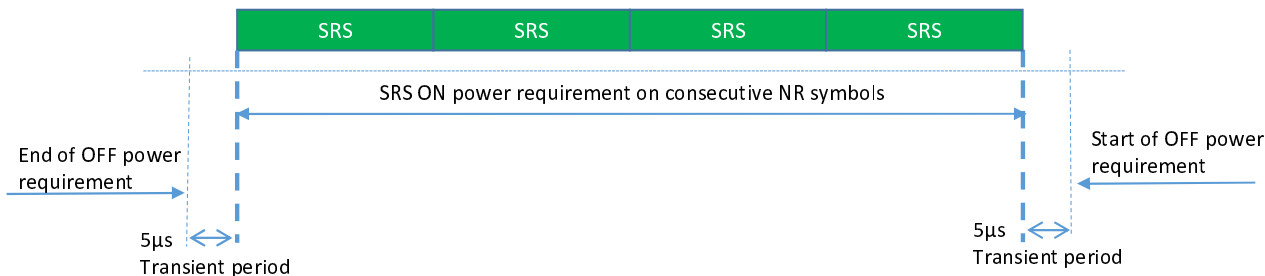 SRS SRS SRS SRS
SRS ON power requirement on consecutive NR symbols
End of OFF power
requirement
Start of OFF power
requirement
5µs
Transient period
5µs
Transient period